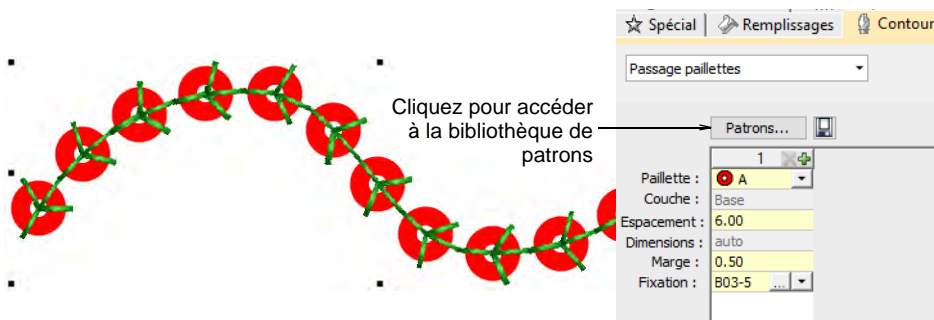 Spécial Remplissages Contour
Passage paillettes
Cliquez pour accéder
à la bibliothèque de
patrons
Patrons...
1
Paillette : A
Couche : Base
Espacement : 6.00
Dimensions : auto
Marge : 0.50
Fixation : B03-5 ...